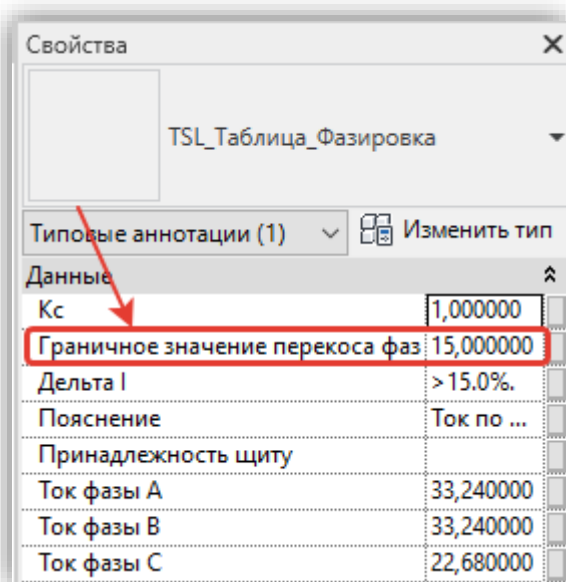 Свойства
TSL_Таблица_Фазировка
Типовые аннотации (1) Изменить тип
Данные
Кс 1,000000
Граничное значение перекоса фаз 15,000000
Дельта I >15.0%.
Пояснение Ток по ...
Принадлежность щиту
Ток фазы A 33,240000
Ток фазы B 33,240000
Ток фазы C 22,680000